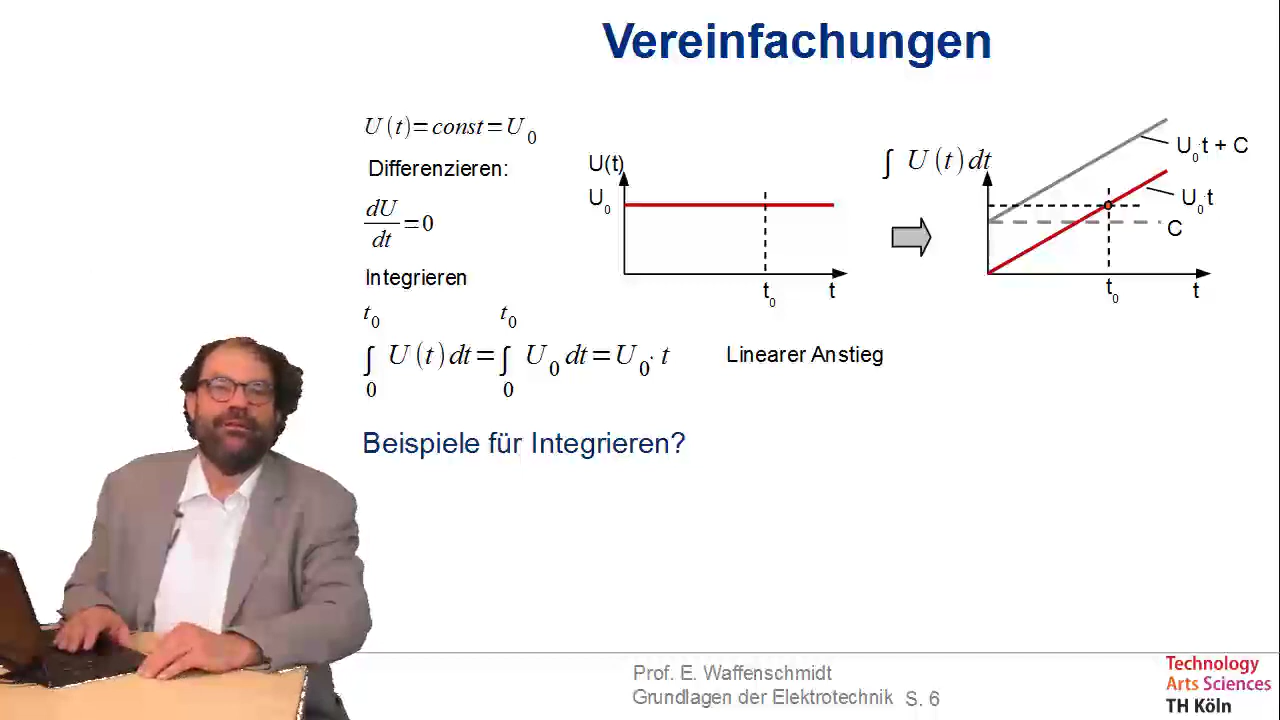 Vereinfachungen
U(t)=const=U₀
Differenzieren:
dU/dt=0
Integrieren
∫₀^t₀ U(t)dt=∫₀^t₀ U₀ dt=U₀· t
Linearer Anstieg
U(t)
U₀
t₀
t
∫ U(t)dt
U₀·t + C
U₀·t
C
t₀
t
Beispiele für Integrieren?
Prof. E. Waffenschmidt
Grundlagen der Elektrotechnik S. 6
Technology
Arts Sciences
TH Köln